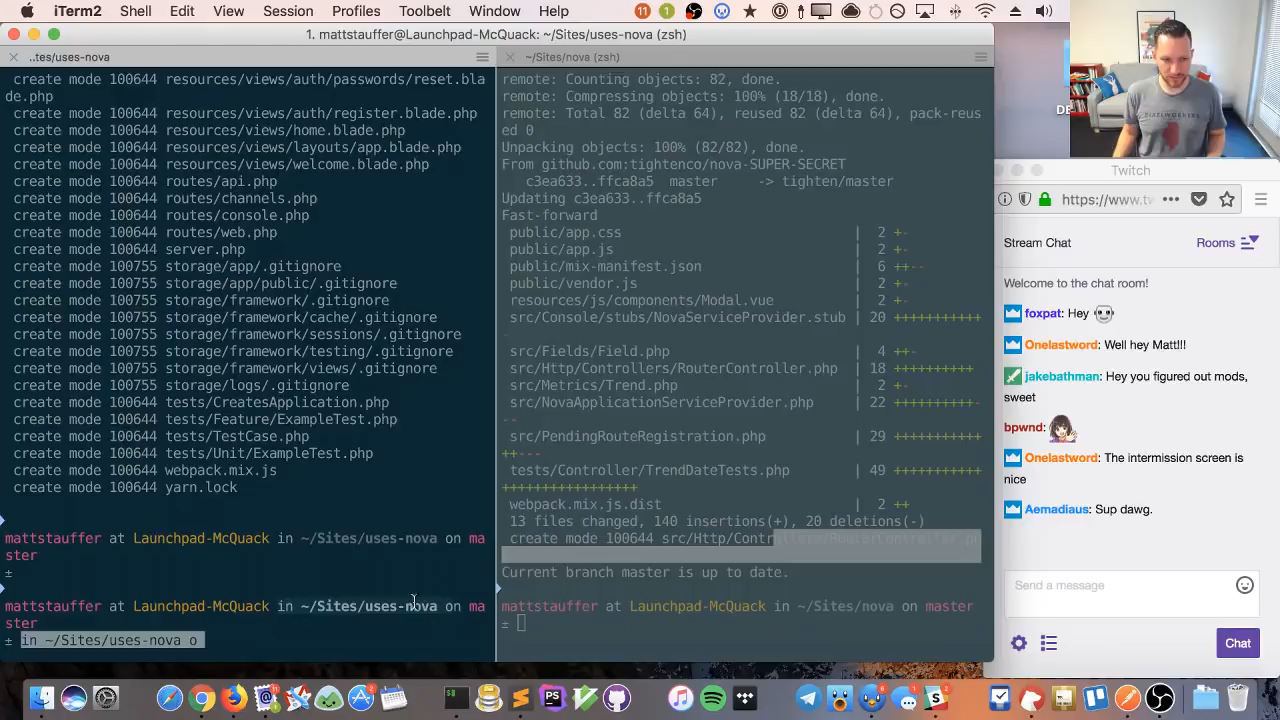 iTerm2 Shell Edit View Session Profiles Toolbelt Window Help 11 1
1. mattstauffer@Launchpad-McQuack: ~/Sites/uses-nova (zsh)
..tes/uses-nova
create mode 100644 resources/views/auth/passwords/reset.bla
de.php
create mode 100644 resources/views/auth/register.blade.php
create mode 100644 resources/views/home.blade.php
create mode 100644 resources/views/layouts/app.blade.php
create mode 100644 resources/views/welcome.blade.php
create mode 100644 routes/api.php
create mode 100644 routes/channels.php
create mode 100644 routes/console.php
create mode 100644 routes/web.php
create mode 100644 server.php
create mode 100755 storage/app/.gitignore
create mode 100755 storage/app/public/.gitignore
create mode 100755 storage/framework/.gitignore
create mode 100755 storage/framework/cache/.gitignore
create mode 100755 storage/framework/sessions/.gitignore
create mode 100755 storage/framework/testing/.gitignore
create mode 100755 storage/framework/views/.gitignore
create mode 100755 storage/logs/.gitignore
create mode 100644 tests/CreatesApplication.php
create mode 100644 tests/Feature/ExampleTest.php
create mode 100644 tests/TestCase.php
create mode 100644 tests/Unit/ExampleTest.php
create mode 100644 webpack.mix.js
create mode 100644 yarn.lock
mattstauffer at Launchpad-McQuack in ~/Sites/uses-nova on ma
ster
±
mattstauffer at Launchpad-McQuack in ~/Sites/uses-nova on ma
ster
± in ~/Sites/uses-nova o
~/Sites/nova (zsh)
remote: Counting objects: 82, done.
remote: Compressing objects: 100% (18/18), done.
remote: Total 82 (delta 64), reused 82 (delta 64), pack-reus
ed 0
Unpacking objects: 100% (82/82), done.
From github.com:tightenco/nova-SUPER-SECRET
c3ea633..ffca8a5 master -> tighten/master
Updating c3ea633..ffca8a5
Fast-forward
public/app.css | 2 +-
public/app.js | 2 +-
public/mix-manifest.json | 6 ++--
public/vendor.js | 2 +-
resources/js/components/Modal.vue | 2 +-
src/Console/stubs/NovaServiceProvider.stub | 20 +++++++++++
-
src/Fields/Field.php | 4 ++-
src/Http/Controllers/RouterController.php | 18 ++++++++++
src/Metrics/Trend.php | 2 +-
src/NovaApplicationServiceProvider.php | 22 ++++++++++-
--
src/PendingRouteRegistration.php | 29 +++++++++++
++---
tests/Controller/TrendDateTests.php | 49 +++++++++++
+++++++++++++++++
webpack.mix.js.dist | 2 ++
13 files changed, 140 insertions(+), 20 deletions(-)
create mode 100644 src/Http/Controllers/RouterController.ph
Current branch master is up to date.
mattstauffer at Launchpad-McQuack in ~/Sites/nova on master
±
DE
Twitch
https://www.tw
Stream Chat Rooms
Welcome to the chat room!
foxpat: Hey
Onelastword: Well hey Matt!!!
jakebathman: Hey you figured out mods,
sweet
bpwnd:
Onelastword: The intermission screen is
nice
Aemadiaus: Sup dawg.
Send a message
Chat